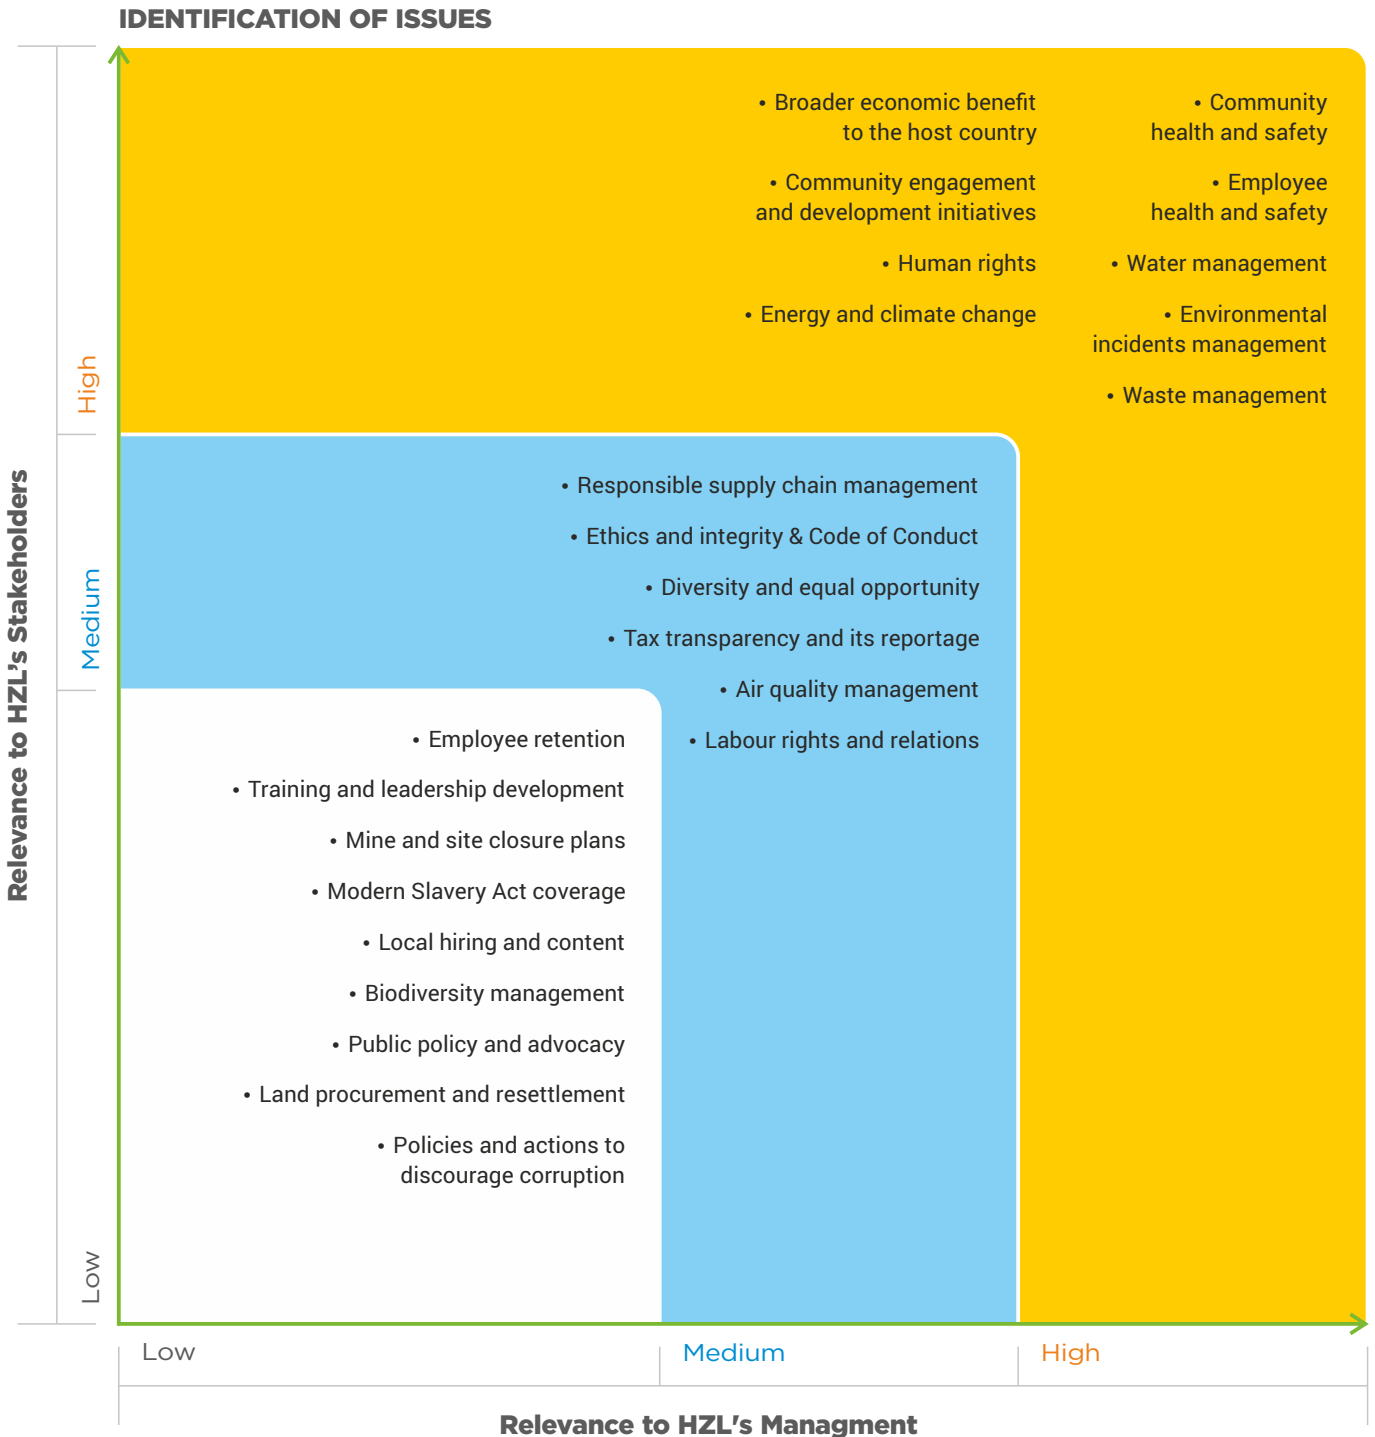 IDENTIFICATION OF ISSUES
• Broader economic benefit
to the host country
• Community engagement
and development initiatives
• Human rights
• Energy and climate change
• Community
health and safety
• Employee
health and safety
• Water management
• Environmental
incidents management
• Waste management
• Responsible supply chain management
• Ethics and integrity & Code of Conduct
• Diversity and equal opportunity
• Tax transparency and its reportage
• Air quality management
• Labour rights and relations
• Employee retention
• Training and leadership development
• Mine and site closure plans
• Modern Slavery Act coverage
• Local hiring and content
• Biodiversity management
• Public policy and advocacy
• Land procurement and resettlement
• Policies and actions to
discourage corruption
Relevance to HZL's Stakeholders
High
Medium
Low
Low
Medium
High
Relevance to HZL's Managment